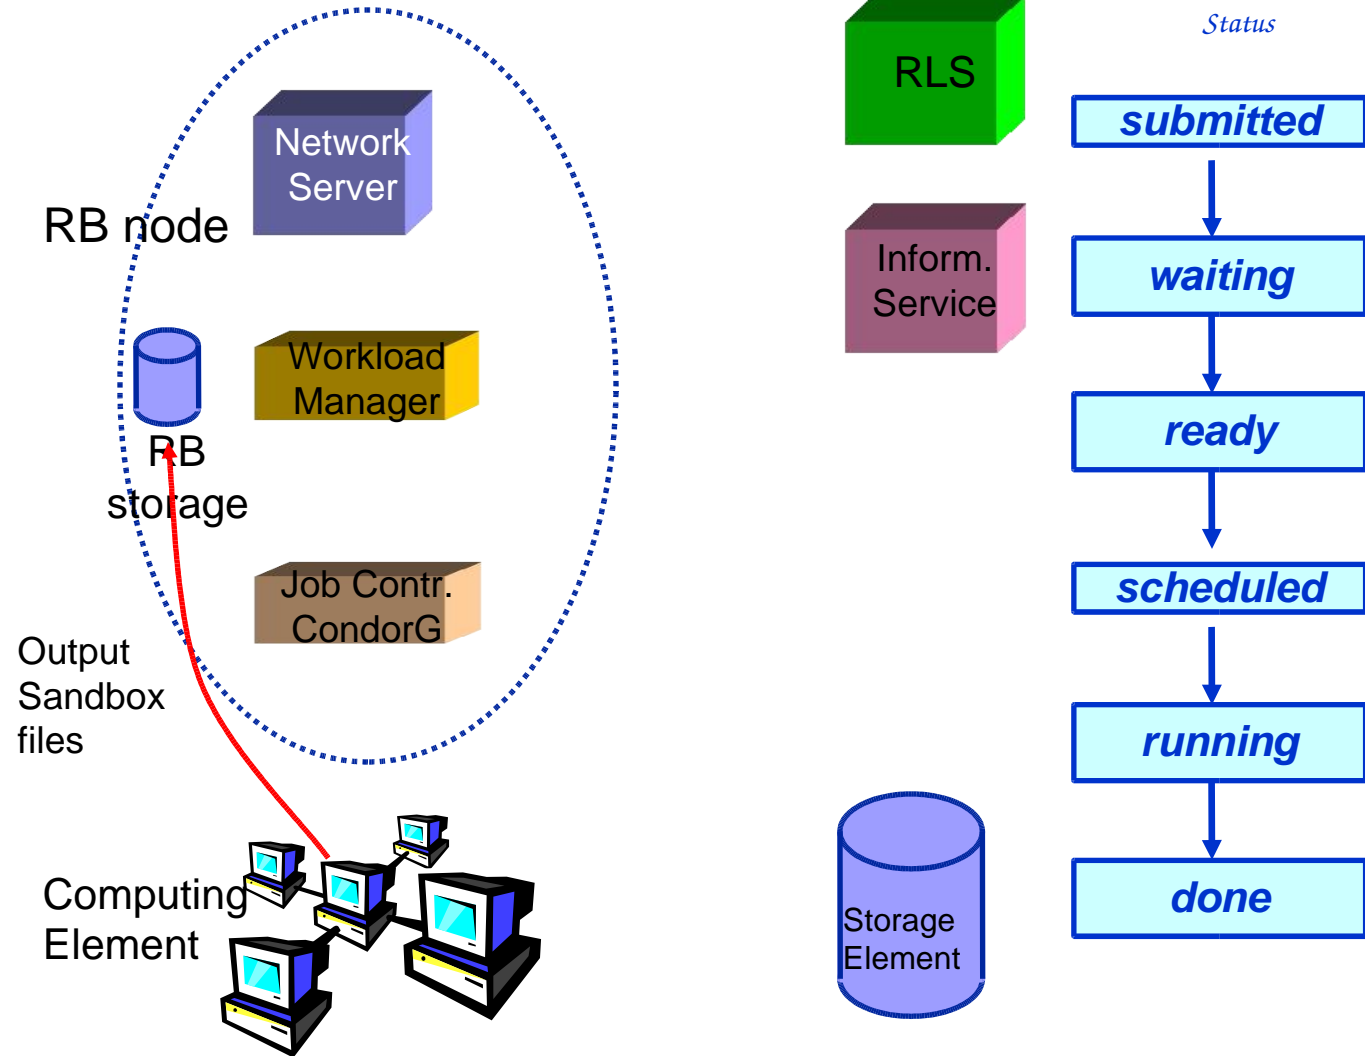 Network
Server
RB node
Workload
Manager
RB
storage
Job Contr.
CondorG
Output
Sandbox
files
Computing
Element
RLS
Inform.
Service
Storage
Element
Status
submitted
waiting
ready
scheduled
running
done